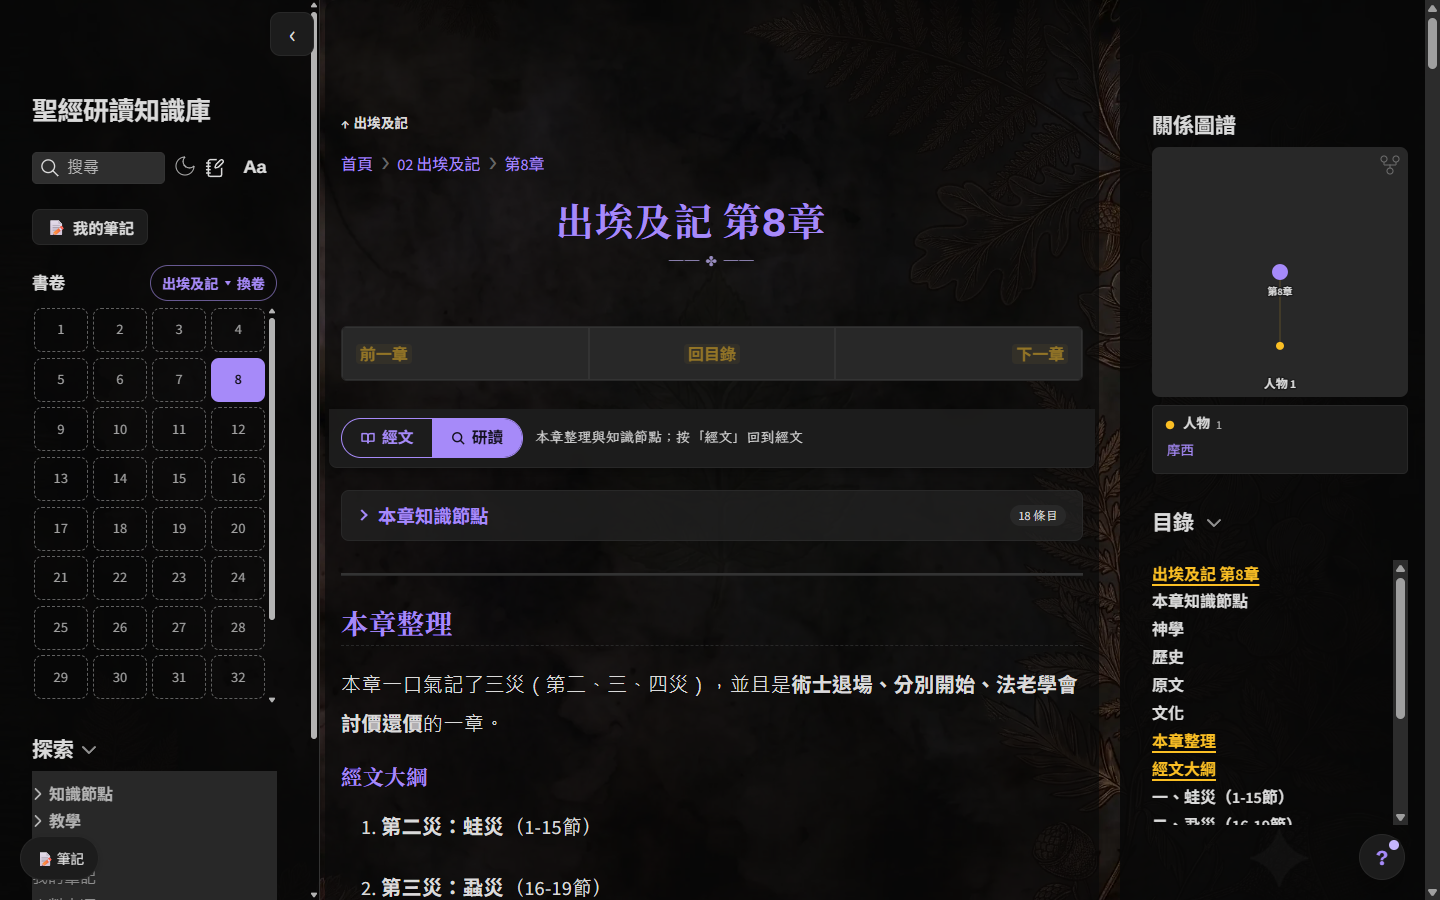 聖經研讀知識庫
搜尋
Aa
我的筆記
書卷
出埃及記 ▾ 換卷
1 2 3 4
5 6 7 8
9 10 11 12
13 14 15 16
17 18 19 20
21 22 23 24
25 26 27 28
29 30 31 32
探索
知識節點
教學
筆記
我的筆記
↑ 出埃及記
首頁 > 02 出埃及記 > 第8章
出埃及記 第8章
前一章 回目錄 下一章
經文 研讀 本章整理與知識節點；按「經文」回到經文
本章知識節點 18 條目
本章整理
本章一口氣記了三災（第二、三、四災），並且是術士退場、分別開始、法老學會
討價還價的一章。
經文大綱
1. 第二災：蛙災（1-15節）
2. 第三災：蝨災（16-19節）
關係圖譜
第8章
人物 1
人物 1
摩西
目錄
出埃及記 第8章
本章知識節點
神學
歷史
原文
文化
本章整理
經文大綱
一、蛙災（1-15節）
二、蝨災（16-19節）
?